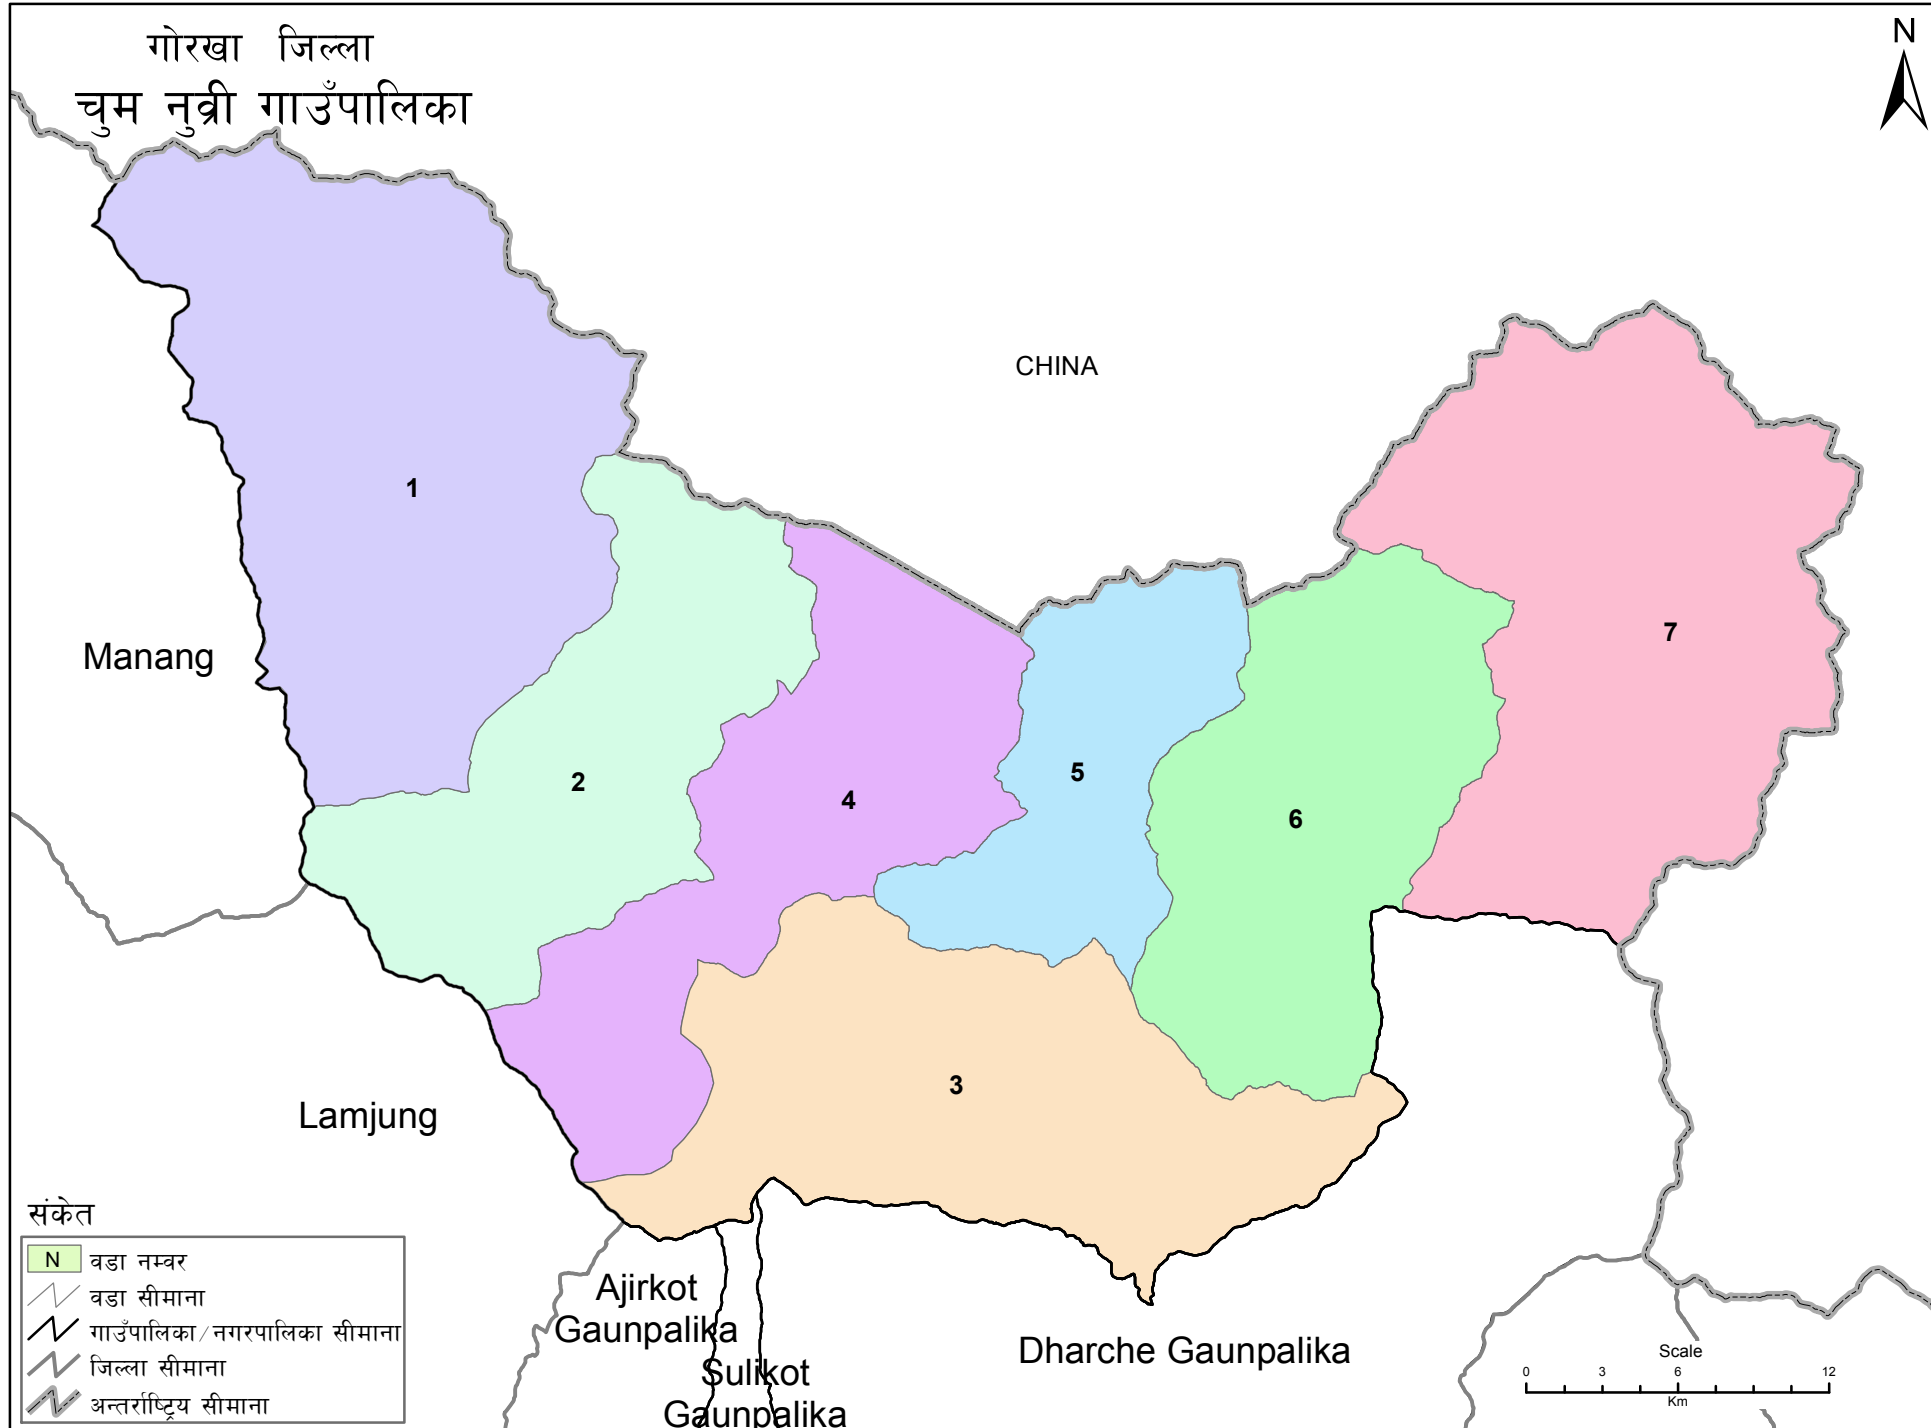 गोरखा जिल्ला
चुम नुव्री गाउँपालिका
N
CHINA
1
2
4
5
6
7
3
Manang
Lamjung
Ajirkot
Gaunpalika
Sulikot
Gaunpalika
Dharche Gaunpalika
संकेत
N वडा नम्वर
वडा सीमाना
गाउँपालिका/नगरपालिका सीमाना
जिल्ला सीमाना
अन्तर्राष्ट्रिय सीमाना
Scale
0 3 6 12
Km